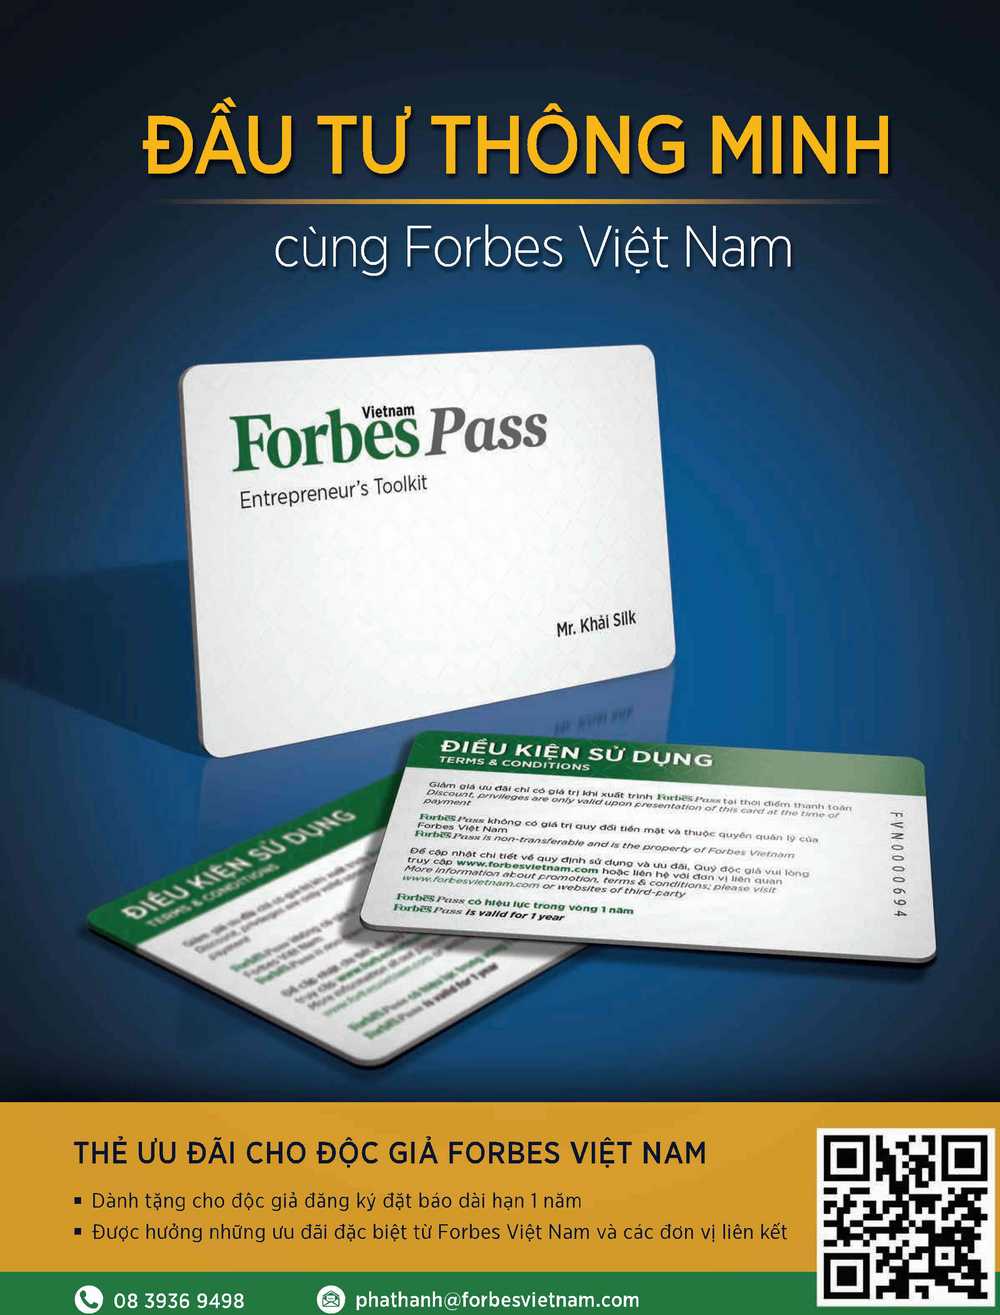 ĐẦU TƯ THÔNG MINH
cùng Forbes Việt Nam
Vietnam
Forbes Pass
Entrepreneur's Toolkit
Mr. Khải Silk
ĐIỀU KIỆN SỬ DỤNG
TERMS & CONDITIONS
Giảm giá ưu đãi chỉ có giá trị khi xuất trình Forbes Pass tại thời điểm thanh toán
Discount, privileges are only valid upon presentation of this card at the time of
payment
Forbes Pass không có giá trị quy đổi tiền mặt và thuộc quyền quản lý của
Forbes Việt Nam
Forbes Pass is non-transferable and is the property of Forbes Vietnam
Để cập nhật chi tiết về quy định sử dụng và ưu đãi, Quý độc giả vui lòng
truy cập www.forbesvietnam.com hoặc liên hệ với đơn vị liên quan
More information about promotion, terms & conditions; please visit
www.forbesvietnam.com or websites of third-party
Forbes Pass có hiệu lực trong vòng 1 năm
Forbes Pass is valid for 1 year
FVN0000694
ĐIỀU KIỆN SỬ DỤNG
TERMS & CONDITIONS
THẺ ƯU ĐÃI CHO ĐỘC GIẢ FORBES VIỆT NAM
▪ Dành tặng cho độc giả đăng ký đặt báo dài hạn 1 năm
▪ Được hưởng những ưu đãi đặc biệt từ Forbes Việt Nam và các đơn vị liên kết
08 3936 9498
phathanh@forbesvietnam.com